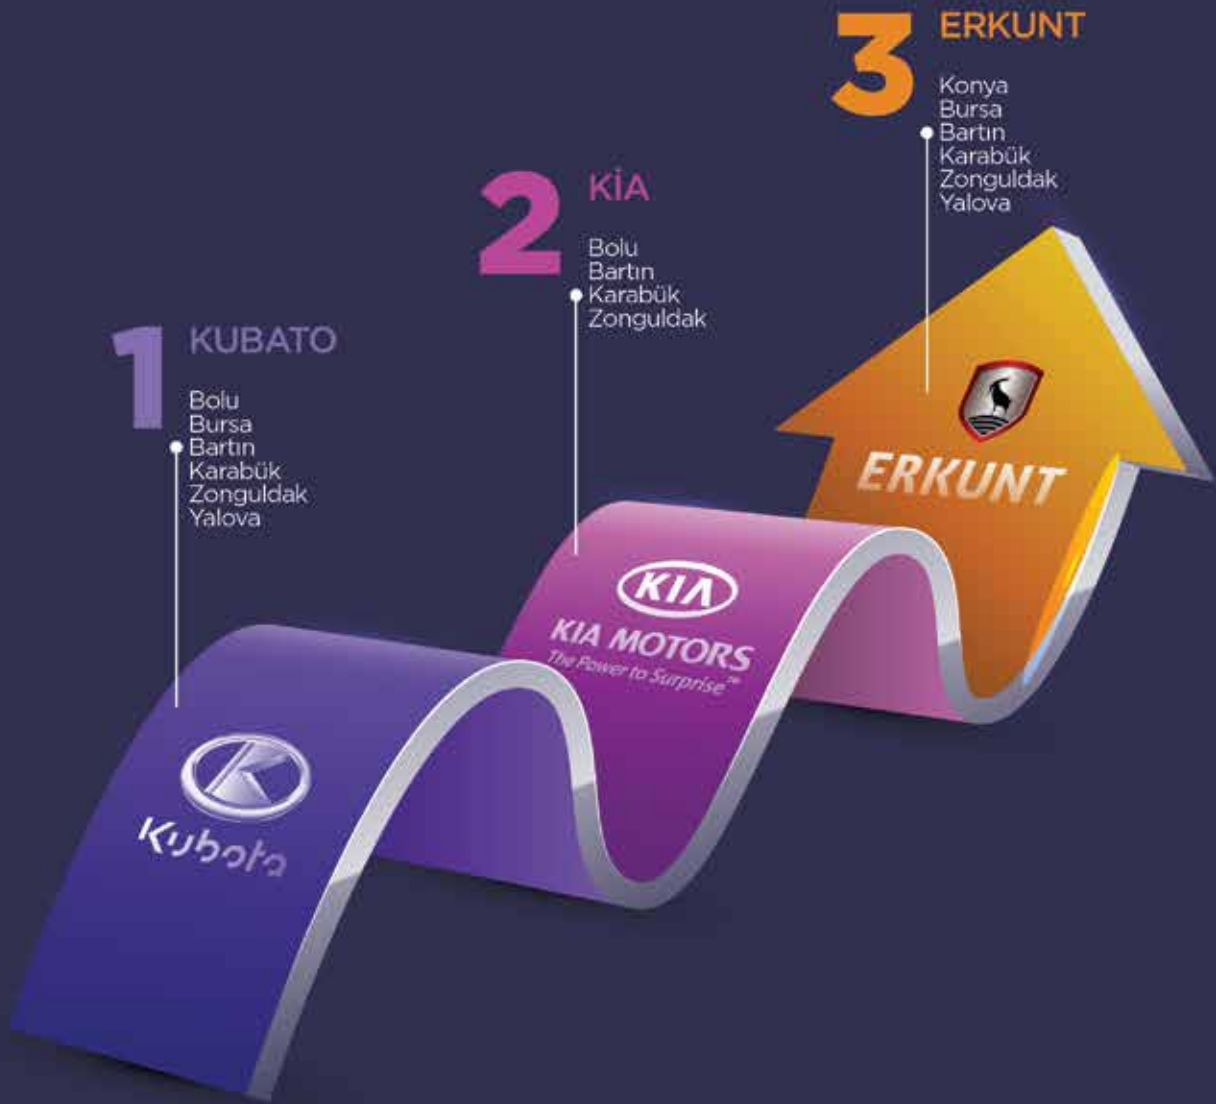 1
KUBATO
Bolu
Bursa
Bartın
Karabük
Zonguldak
Yalova
2
KİA
Bolu
Bartın
Karabük
Zonguldak
3
ERKUNT
Konya
Bursa
Bartın
Karabük
Zonguldak
Yalova
Kubota
KIA
KIA MOTORS
The Power to Surprise™
ERKUNT